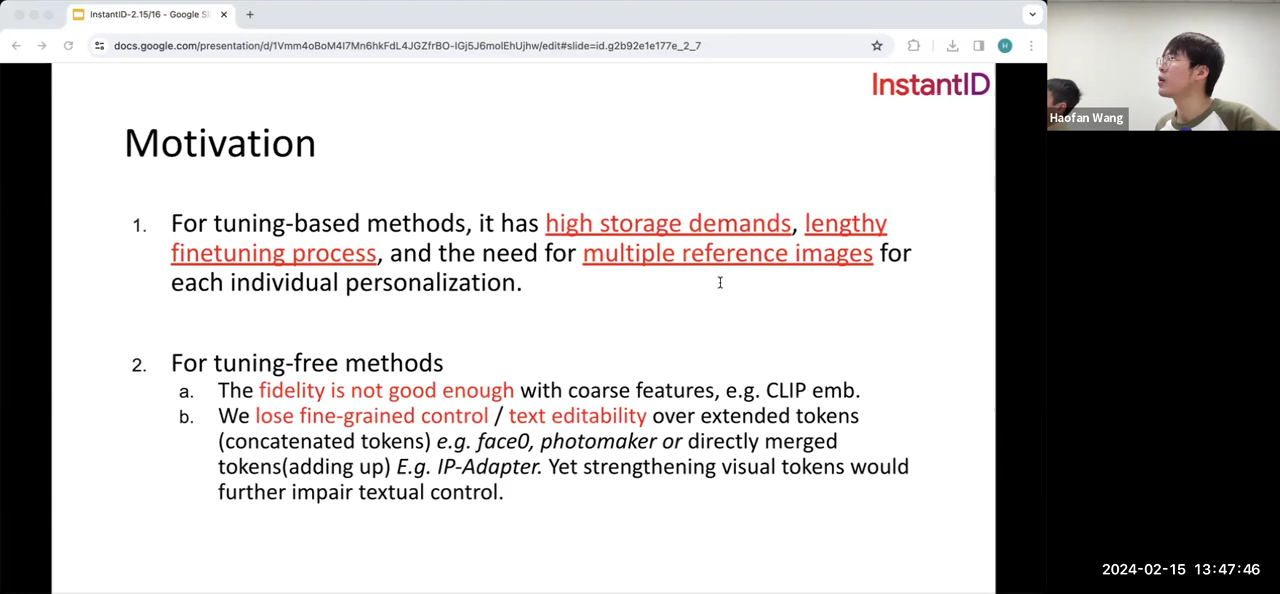 InstantID-2.15/16 - Google Sl
docs.google.com/presentation/d/1Vmm4oBoM4I7Mn6hkFdL4JGZfrBO-IGj5J6molEhUjhw/edit#slide=id.g2b92e1e177e_2_7
H
InstantID
Haofan Wang
Motivation
1. For tuning-based methods, it has high storage demands, lengthy
finetuning process, and the need for multiple reference images for
each individual personalization.
2. For tuning-free methods
a. The fidelity is not good enough with coarse features, e.g. CLIP emb.
b. We lose fine-grained control / text editability over extended tokens
(concatenated tokens) e.g. face0, photomaker or directly merged
tokens(adding up) E.g. IP-Adapter. Yet strengthening visual tokens would
further impair textual control.
2024-02-15 13:47:46